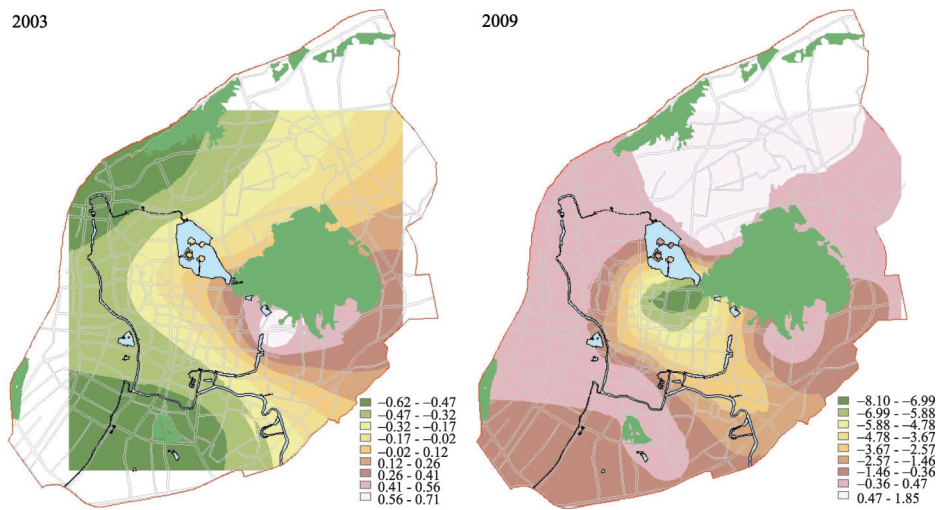 2003
−0.62 - −0.47
−0.47 - −0.32
−0.32 - −0.17
−0.17 - −0.02
−0.02 - 0.12
0.12 - 0.26
0.26 - 0.41
0.41 - 0.56
0.56 - 0.71
2009
−8.10 - −6.99
−6.99 - −5.88
−5.88 - −4.78
−4.78 - −3.67
−3.67 - −2.57
−2.57 - −1.46
−1.46 - −0.36
−0.36 - 0.47
0.47 - 1.85